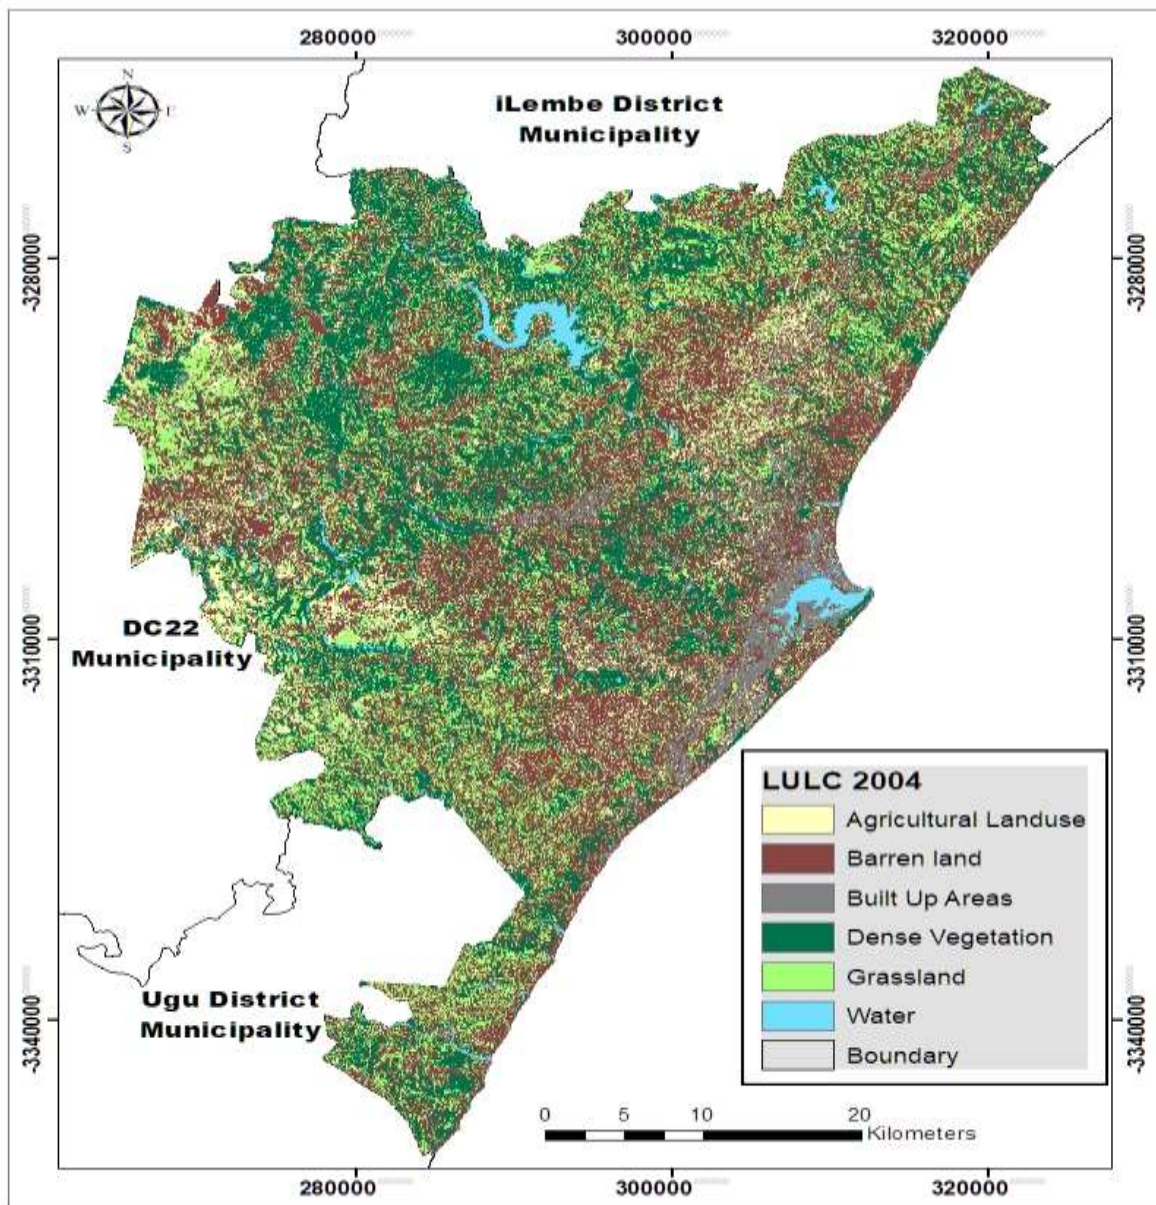 280000 300000 320000
N
W E
S
iLembe District
Municipality
-3280000
-3280000
DC22
Municipality
-3310000
-3310000
LULC 2004
Agricultural Landuse
Barren land
Built Up Areas
Dense Vegetation
Grassland
Water
Boundary
Ugu District
Municipality
-3340000
-3340000
0 5 10 20
Kilometers
280000 300000 320000